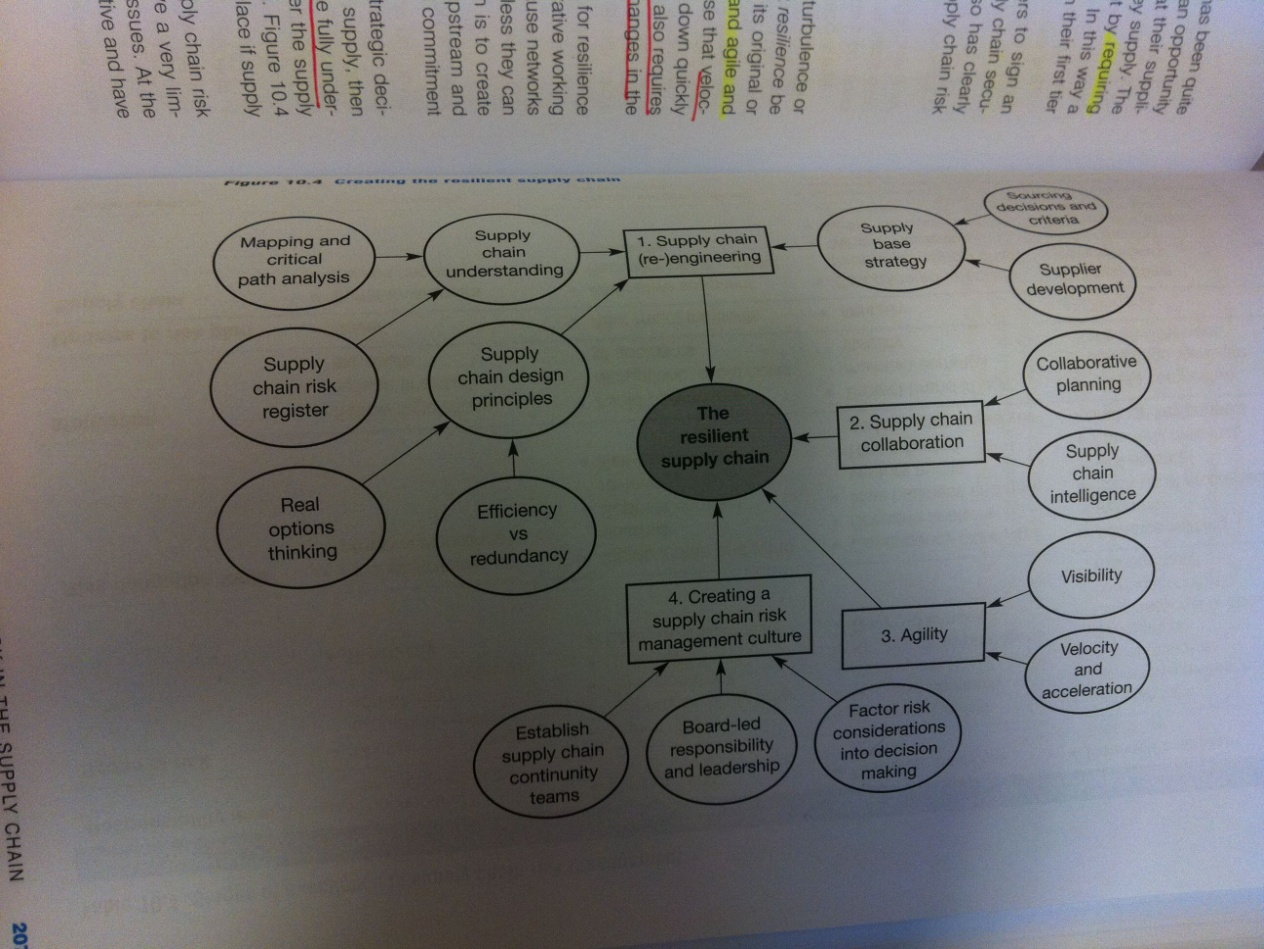 has been quite
an opportunity
at their suppli-
ey supply. The
t by requiring
In this way a
n their first tier
ers to sign an
ly chain secu-
so has clearly
pply chain risk
turbulence or
resilience be
its original or
and agile and
se that veloc-
down quickly
also requires
hanges in the
for resilience
rative working
use networks
less they can
n is to create
pstream and
commitment
trategic deci-
supply, then
e fully under-
er the supply
. Figure 10.4
lace if supply
ply chain risk
e a very lim-
ssues. At the
tive and have
Figure 10.4 Creating the resilient supply chain
Mapping and
critical
path analysis
Supply
chain
understanding
1. Supply chain
(re-)engineering
Supply
base
strategy
Sourcing
decisions and
criteria
Supplier
development
Supply
chain risk
register
Supply
chain design
principles
Real
options
thinking
Efficiency
vs
redundancy
The
resilient
supply chain
2. Supply chain
collaboration
Collaborative
planning
Supply
chain
intelligence
3. Agility
Visibility
Velocity
and
acceleration
4. Creating a
supply chain risk
management culture
Establish
supply chain
continunity
teams
Board-led
responsibility
and leadership
Factor risk
considerations
into decision
making
IN THE SUPPLY CHAIN 207